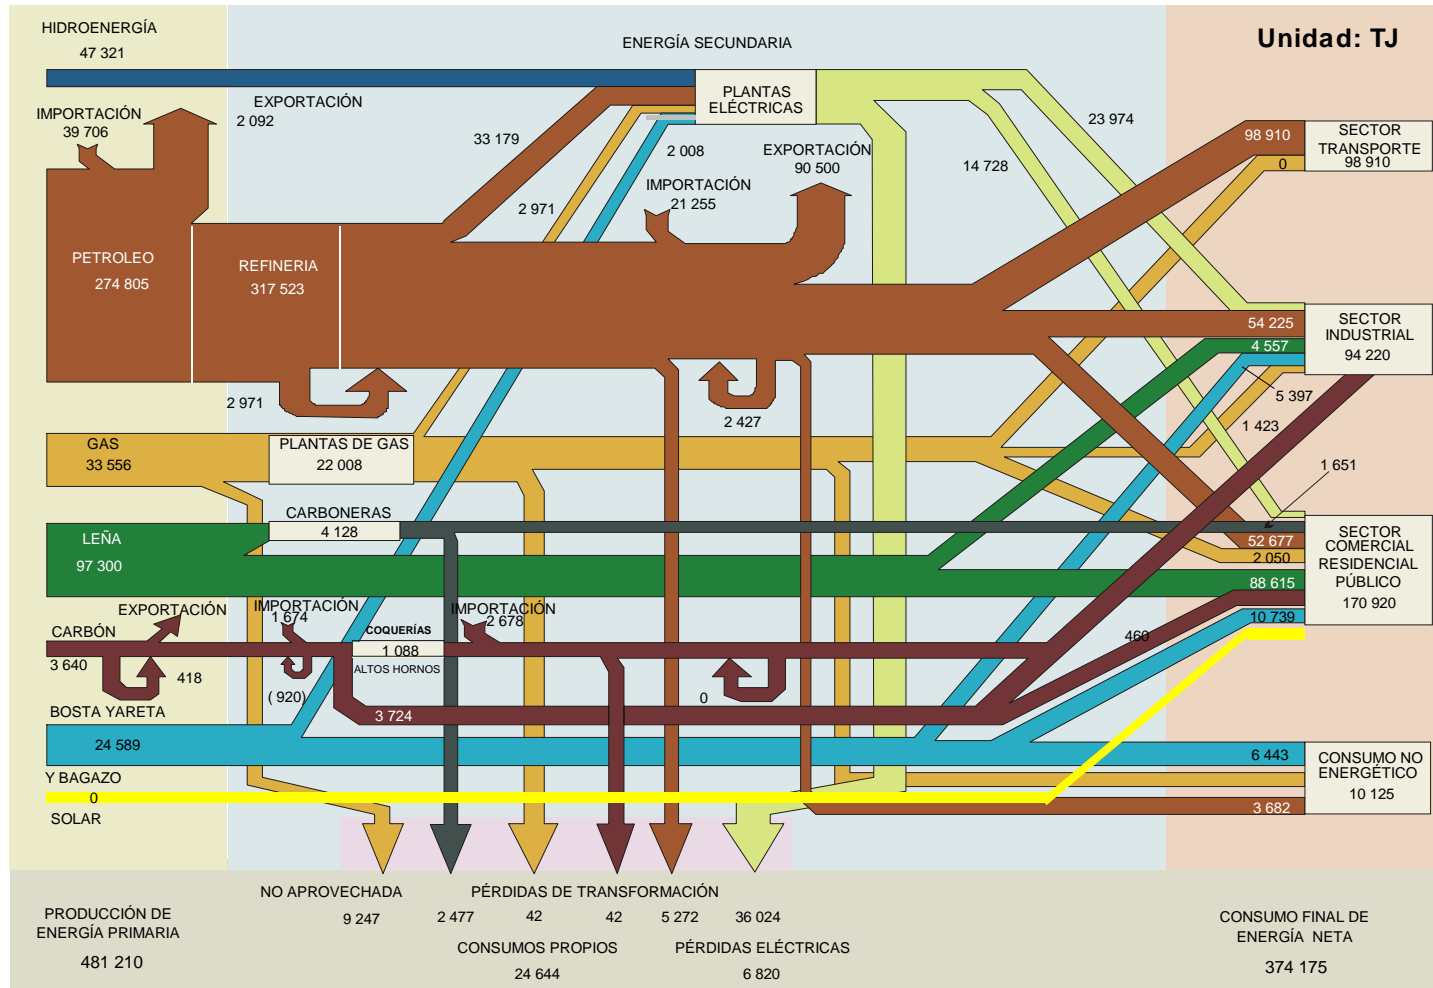 HIDROENERGÍA
47 321
ENERGÍA SECUNDARIA
Unidad: TJ
IMPORTACIÓN
39 706
EXPORTACIÓN
2 092
PLANTAS
ELÉCTRICAS
33 179
2 008
EXPORTACIÓN
90 500
IMPORTACIÓN
21 255
2 971
23 974
14 728
98 910
0
SECTOR
TRANSPORTE
98 910
PETROLEO
274 805
REFINERIA
317 523
54 225
4 557
SECTOR
INDUSTRIAL
94 220
2 971
2 427
5 397
1 423
GAS
33 556
PLANTAS DE GAS
22 008
1 651
CARBONERAS
4 128
LEÑA
97 300
52 677
2 050
88 615
10 739
SECTOR
COMERCIAL
RESIDENCIAL
PÚBLICO
170 920
EXPORTACIÓN
IMPORTACIÓN
1 674
IMPORTACIÓN
2 678
CARBÓN
3 640
418
COQUERÍAS
1 088
ALTOS HORNOS
(920)
0
460
3 724
BOSTA YARETA
24 589
Y BAGAZO
0
SOLAR
6 443
3 682
CONSUMO NO
ENERGÉTICO
10 125
NO APROVECHADA
9 247
PÉRDIDAS DE TRANSFORMACIÓN
2 477
42
42
5 272
36 024
CONSUMOS PROPIOS
24 644
PÉRDIDAS ELÉCTRICAS
6 820
PRODUCCIÓN DE
ENERGÍA PRIMARIA
481 210
CONSUMO FINAL DE
ENERGÍA NETA
374 175